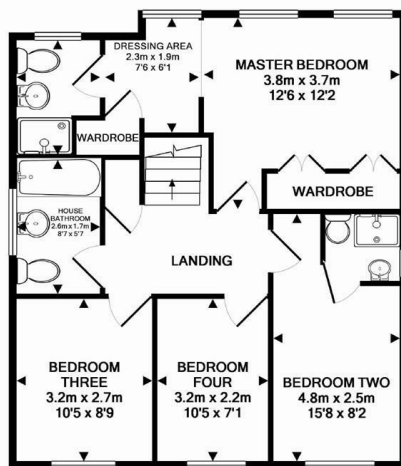 DRESSING AREA
2.3m x 1.9m
7'6 x 6'1
MASTER BEDROOM
3.8m x 3.7m
12'6 x 12'2
WARDROBE
WARDROBE
HOUSE
BATHROOM
2.6m x 1.7m
8'7 x 5'7
LANDING
BEDROOM
THREE
3.2m x 2.7m
10'5 x 8'9
BEDROOM
FOUR
3.2m x 2.2m
10'5 x 7'1
BEDROOM TWO
4.8m x 2.5m
15'8 x 8'2